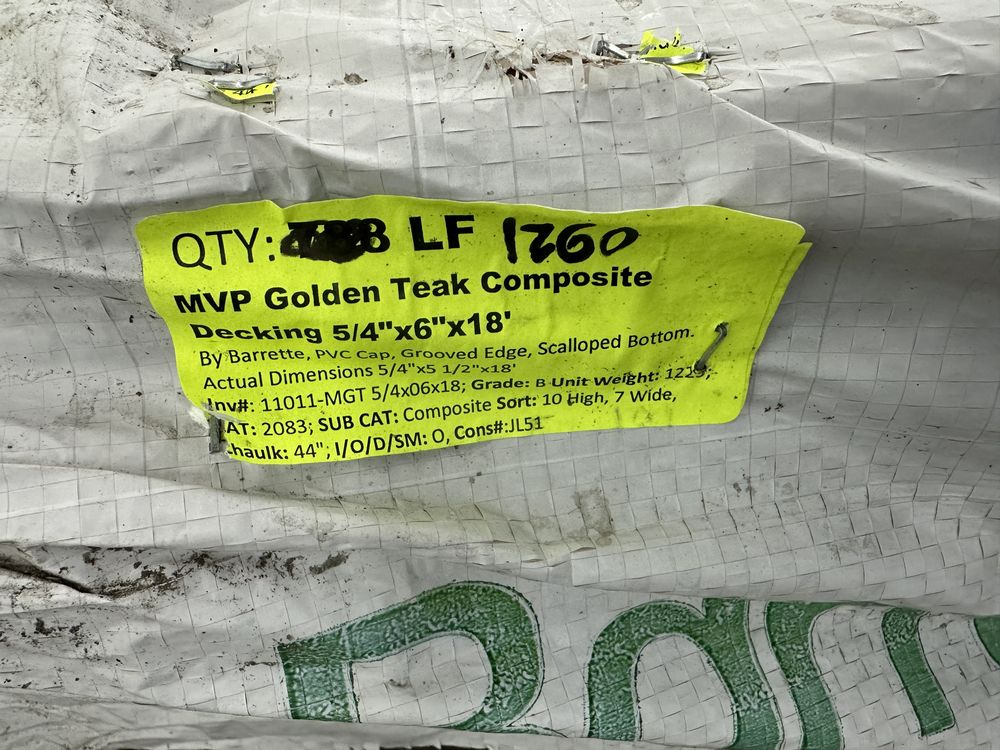 QTY: LF 1260
MVP Golden Teak Composite
Decking 5/4"x6"x18'
By Barrette, PVC Cap, Grooved Edge, Scalloped Bottom.
Actual Dimensions 5/4"x5 1/2"x18'
Inv#: 11011-MGT 5/4x06x18; Grade: B Unit Weight:
AT: 2083; SUB CAT: Composite Sort: 10 High, 7 Wide,
haulk: 44"; I/O/D/SM: O, Cons#:JL51